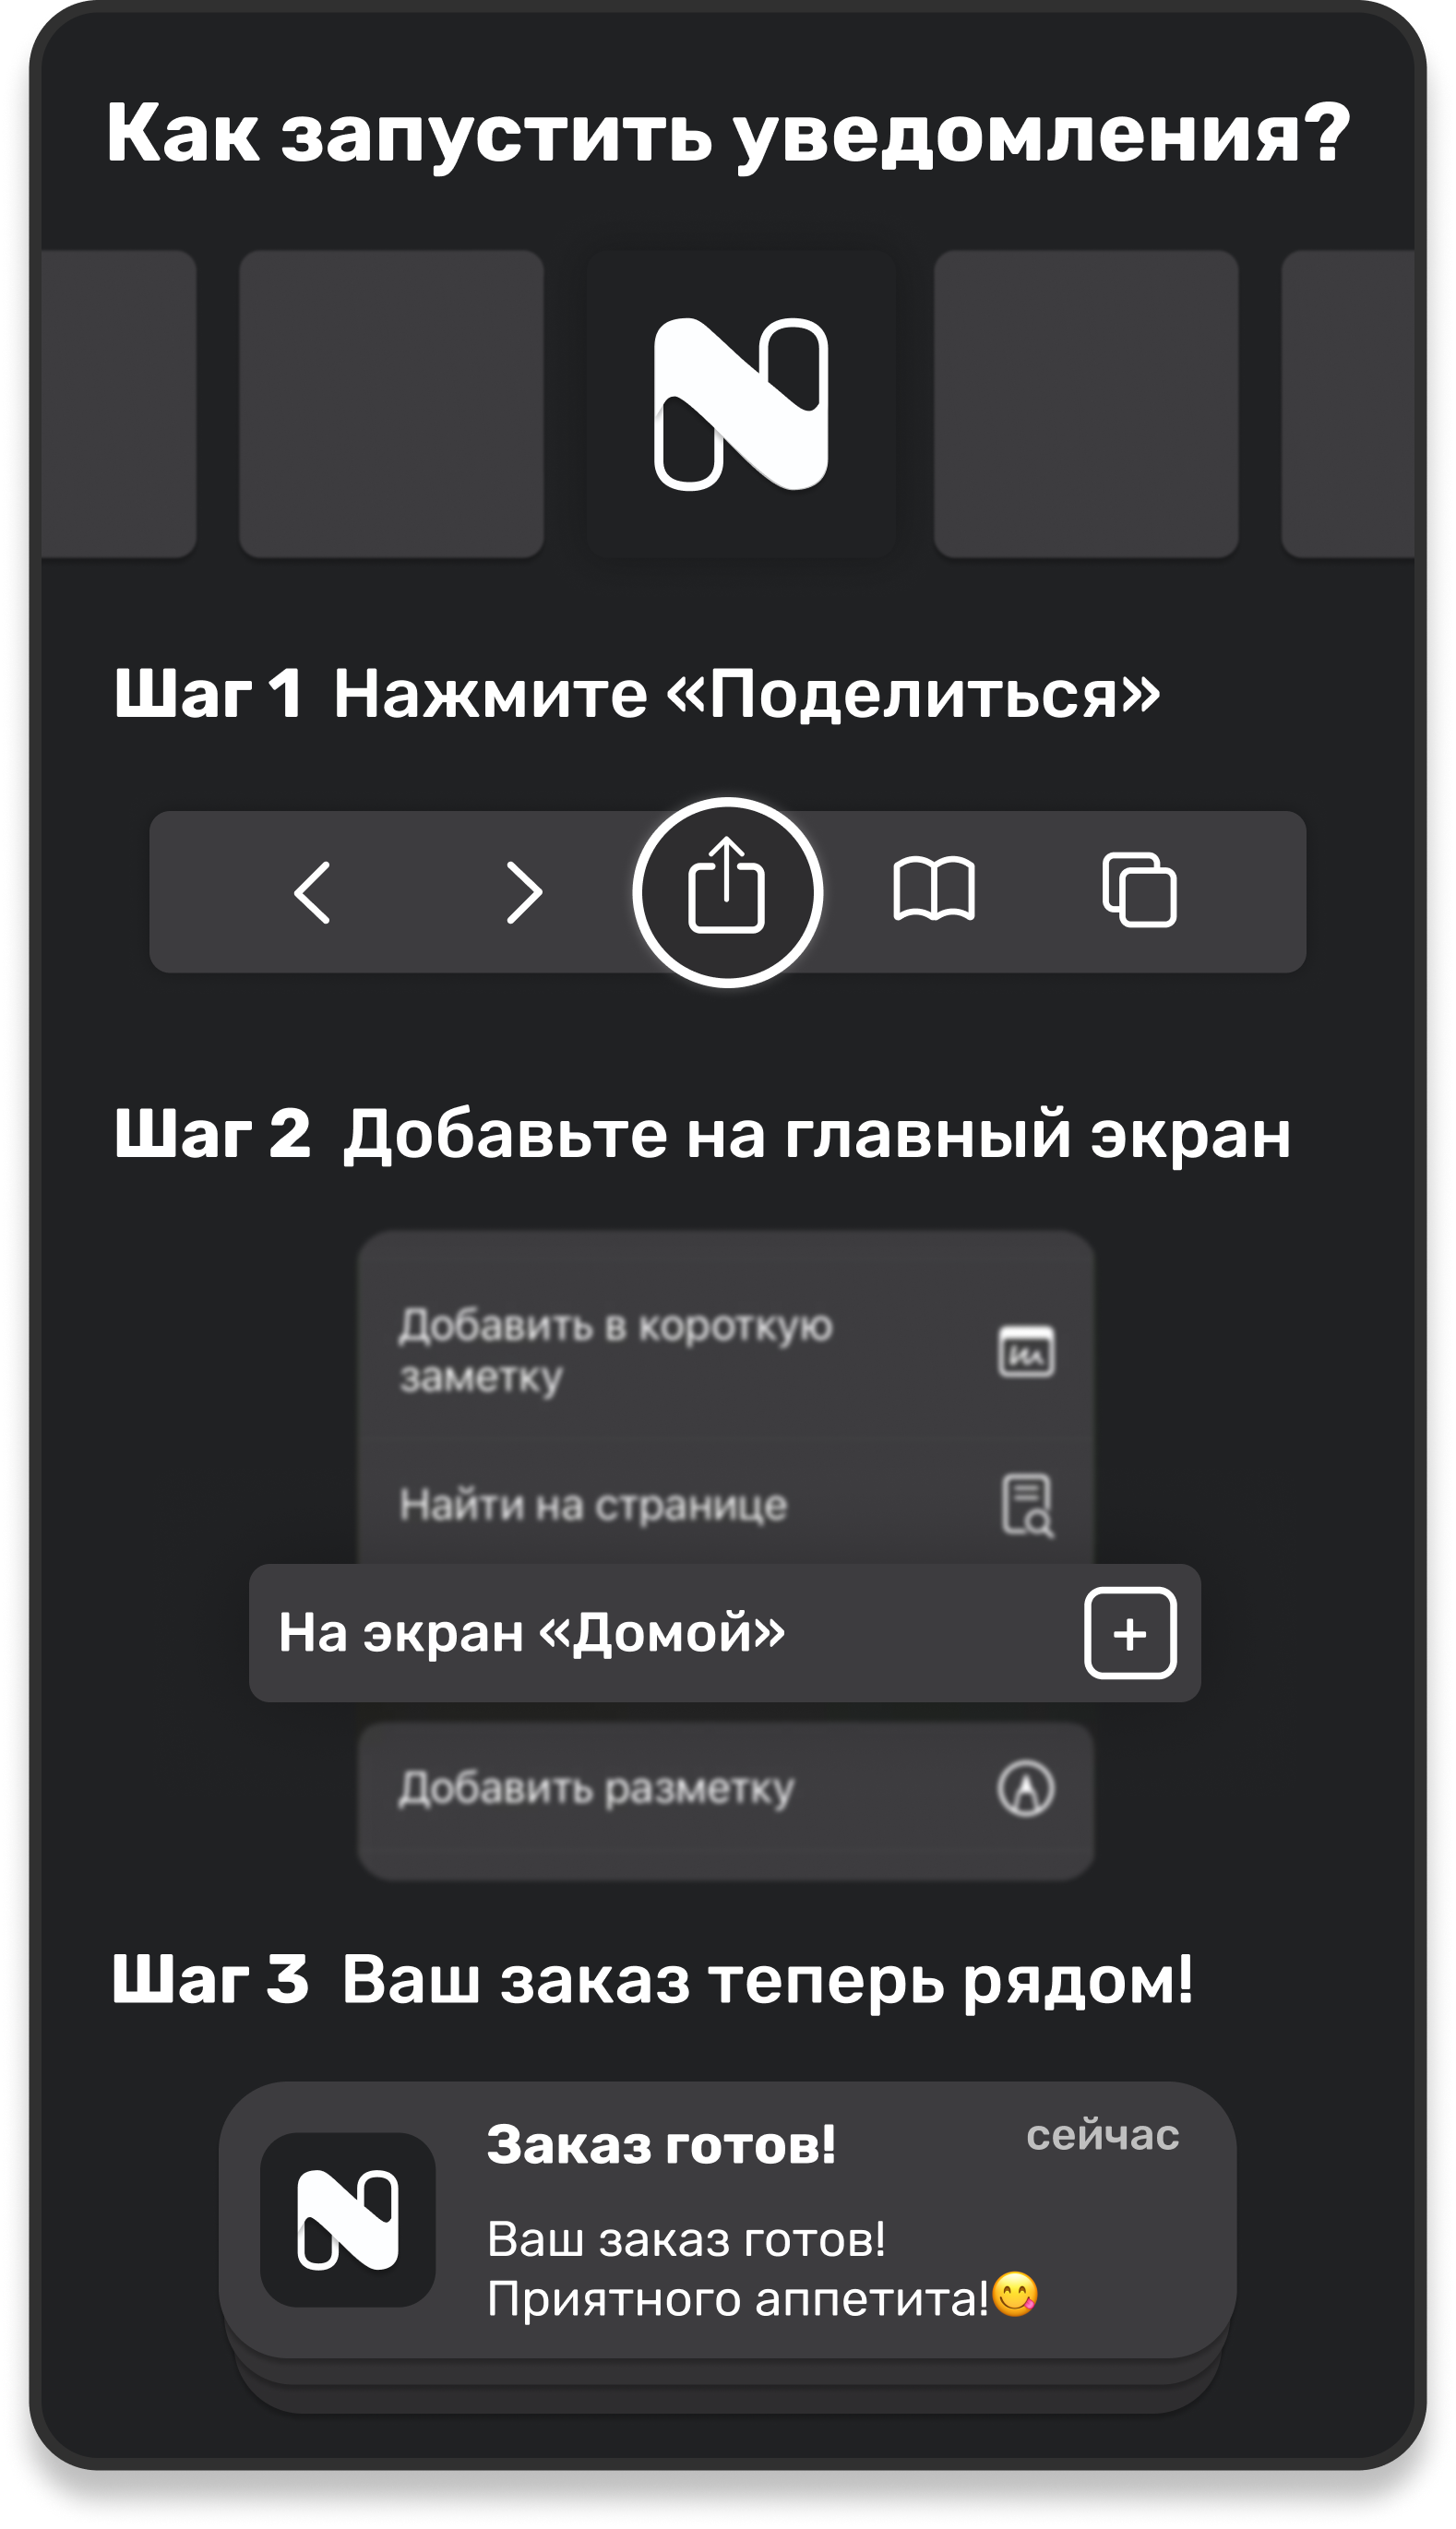 Как запустить уведомления?
N
Шаг 1 Нажмите «Поделиться»
Шаг 2 Добавьте на главный экран
Добавить в короткую
заметку
Найти на странице
На экран «Домой»
Добавить разметку
Шаг 3 Ваш заказ теперь рядом!
N
Заказ готов!
сейчас
Ваш заказ готов!
Приятного аппетита!😋